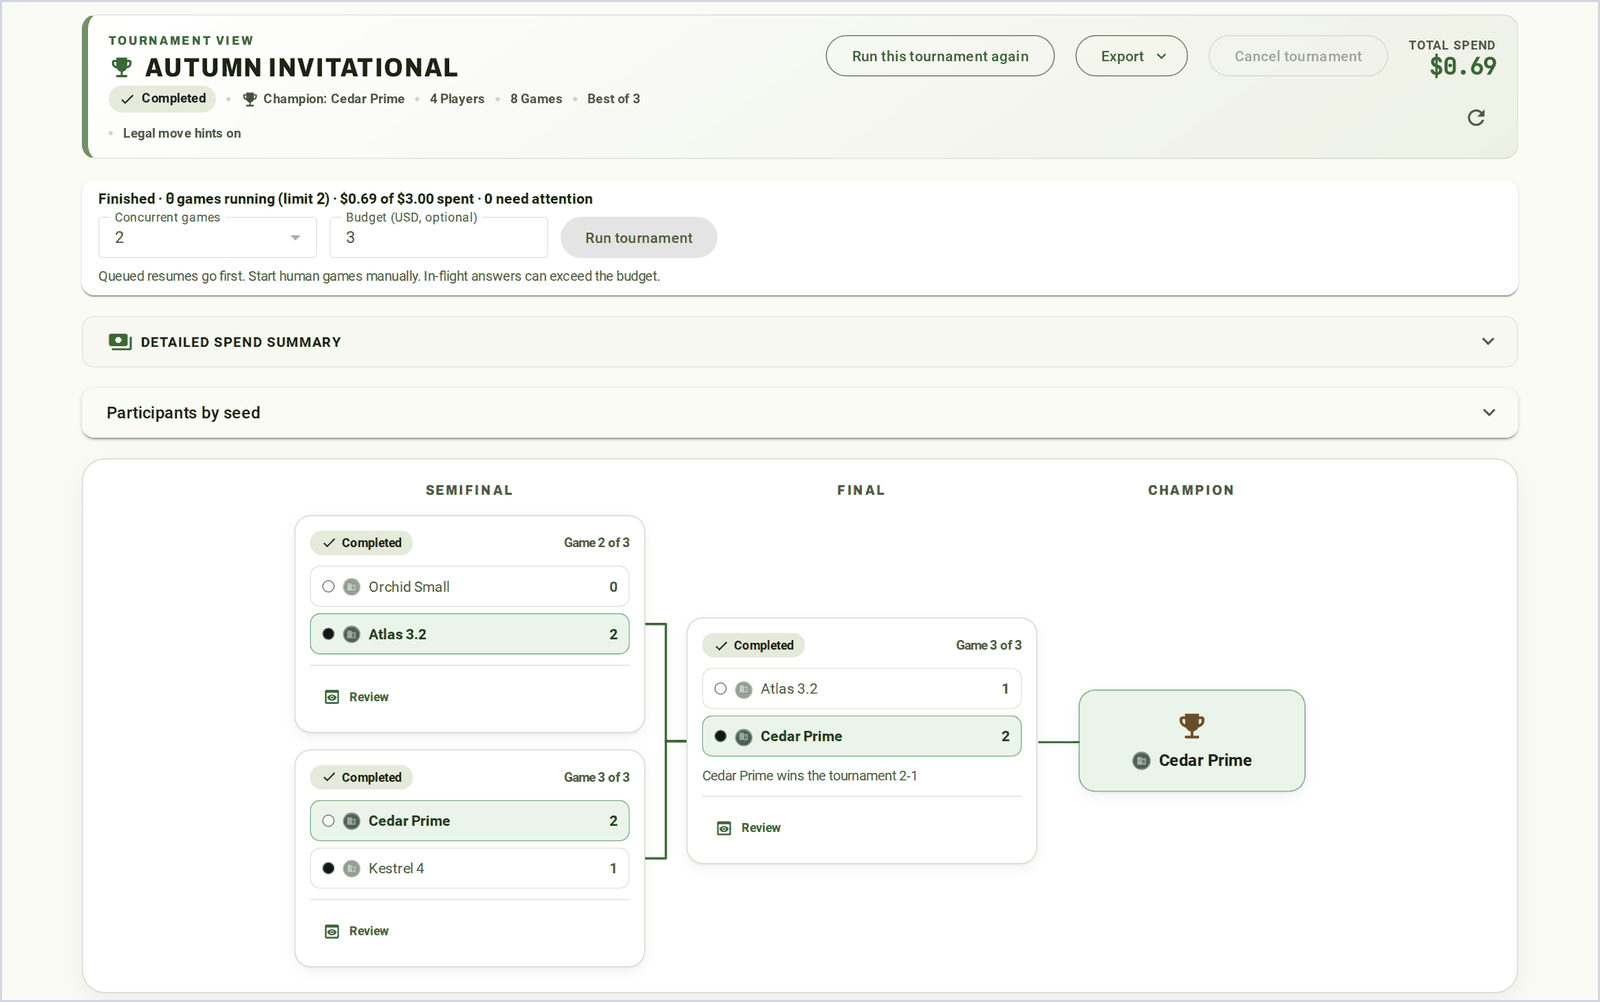 TOURNAMENT VIEW
AUTUMN INVITATIONAL
Completed • Champion: Cedar Prime • 4 Players • 8 Games • Best of 3
• Legal move hints on
Run this tournament again
Export
Cancel tournament
TOTAL SPEND
$0.69
Finished · 0 games running (limit 2) · $0.69 of $3.00 spent · 0 need attention
Concurrent games
2
Budget (USD, optional)
3
Run tournament
Queued resumes go first. Start human games manually. In-flight answers can exceed the budget.
DETAILED SPEND SUMMARY
Participants by seed
SEMIFINAL
Completed Game 2 of 3
Orchid Small 0
Atlas 3.2 2
Review
Completed Game 3 of 3
Cedar Prime 2
Kestrel 4 1
Review
FINAL
Completed Game 3 of 3
Atlas 3.2 1
Cedar Prime 2
Cedar Prime wins the tournament 2-1
Review
CHAMPION
Cedar Prime